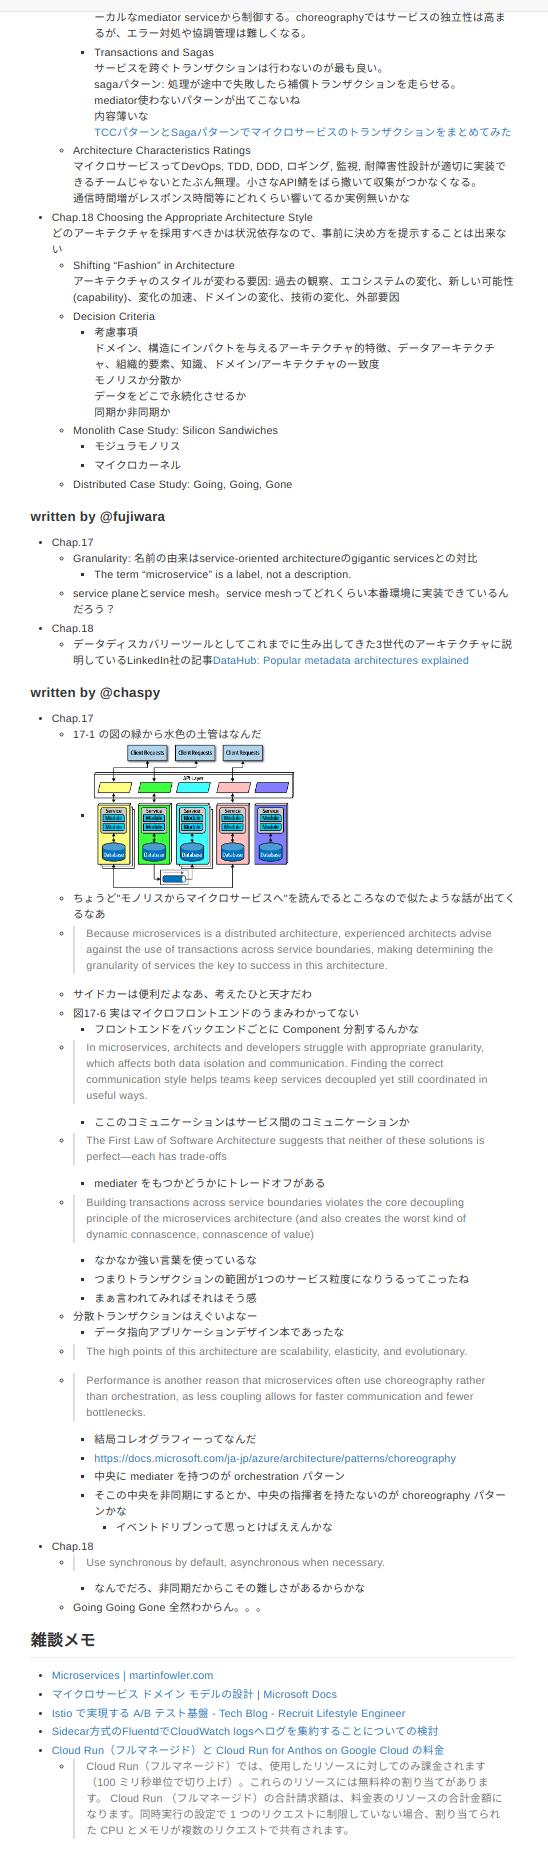 ーカルなmediator serviceから制御する。choreographyではサービスの独立性は高ま
るが、エラー対処や協調管理は難しくなる。
Transactions and Sagas
サービスを跨ぐトランザクションは行わないのが最も良い。
sagaパターン: 処理が途中で失敗したら補償トランザクションを走らせる。
mediator使わないパターンが出てこないね
内容薄いな
TCCパターンとSagaパターンでマイクロサービスのトランザクションをまとめてみた
Architecture Characteristics Ratings
マイクロサービスってDevOps, TDD, DDD, ロギング, 監視, 耐障害性設計が適切に実装で
きるチームじゃないとたぶん無理。小さなAPI鯖をばら撒いて収集がつかなくなる。
通信時間増がレスポンス時間等にどれくらい響いてるか実例無いかな
Chap.18 Choosing the Appropriate Architecture Style
どのアーキテクチャを採用すべきかは状況依存なので、事前に決め方を提示することは出来な
い
Shifting “Fashion” in Architecture
アーキテクチャのスタイルが変わる要因: 過去の観察、エコシステムの変化、新しい可能性
(capability)、変化の加速、ドメインの変化、技術の変化、外部要因
Decision Criteria
考慮事項
ドメイン、構造にインパクトを与えるアーキテクチャ的特徴、データアーキテクチ
ャ、組織的要素、知識、ドメイン/アーキテクチャの一致度
モノリスか分散か
データをどこで永続化させるか
同期か非同期か
Monolith Case Study: Silicon Sandwiches
モジュラモノリス
マイクロカーネル
Distributed Case Study: Going, Going, Gone
written by @fujiwara
Chap.17
Granularity: 名前の由来はservice-oriented architectureのgigantic servicesとの対比
The term “microservice” is a label, not a description.
service planeとservice mesh。service meshってどれくらい本番環境に実装できているん
だろう？
Chap.18
データディスカバリーツールとしてこれまでに生み出してきた3世代のアーキテクチャに説
明しているLinkedIn社の記事DataHub: Popular metadata architectures explained
written by @chaspy
Chap.17
17-1 の図の緑から水色の土管はなんだ
Client Requests Client Requests Client Requests
API Layer
Service Service Service Service Service
Module Module Module Module Module
Module Module Module Module Module
Database Database Database Database Database
ちょうど"モノリスからマイクロサービスへ"を読んでるところなので似たような話が出てく
るなあ
Because microservices is a distributed architecture, experienced architects advise
against the use of transactions across service boundaries, making determining the
granularity of services the key to success in this architecture.
サイドカーは便利だよなあ、考えたひと天才だわ
図17-6 実はマイクロフロントエンドのうまみわかってない
フロントエンドをバックエンドごとに Component 分割するんかな
In microservices, architects and developers struggle with appropriate granularity,
which affects both data isolation and communication. Finding the correct
communication style helps teams keep services decoupled yet still coordinated in
useful ways.
ここのコミュニケーションはサービス間のコミュニケーションか
The First Law of Software Architecture suggests that neither of these solutions is
perfect—each has trade-offs
mediater をもつかどうかにトレードオフがある
Building transactions across service boundaries violates the core decoupling
principle of the microservices architecture (and also creates the worst kind of
dynamic connascence, connascence of value)
なかなか強い言葉を使っているな
つまりトランザクションの範囲が1つのサービス粒度になりうるってこったね
まぁ言われてみればそれはそう感
分散トランザクションはえぐいよなー
データ指向アプリケーションデザイン本であったな
The high points of this architecture are scalability, elasticity, and evolutionary.
Performance is another reason that microservices often use choreography rather
than orchestration, as less coupling allows for faster communication and fewer
bottlenecks.
結局コレオグラフィーってなんだ
https://docs.microsoft.com/ja-jp/azure/architecture/patterns/choreography
中央に mediater を持つのが orchestration パターン
そこの中央を非同期にするとか、中央の指揮者を持たないのが choreography パター
ンかな
イベントドリブンって思っとけばええんかな
Chap.18
Use synchronous by default, asynchronous when necessary.
なんでだろ、非同期だからこその難しさがあるからかな
Going Going Gone 全然わからん。。。
雑談メモ
Microservices | martinfowler.com
マイクロサービス ドメイン モデルの設計 | Microsoft Docs
Istio で実現する A/B テスト基盤 - Tech Blog - Recruit Lifestyle Engineer
Sidecar方式のFluentdでCloudWatch logsへログを集約することについての検討
Cloud Run（フルマネージド）と Cloud Run for Anthos on Google Cloud の料金
Cloud Run（フルマネージド）では、使用したリソースに対してのみ課金されます
（100 ミリ秒単位で切り上げ）。これらのリソースには無料枠の割り当てがありま
す。 Cloud Run （フルマネージド）の合計請求額は、料金表のリソースの合計金額に
なります。同時実行の設定で 1 つのリクエストに制限していない場合、割り当てられ
た CPU とメモリが複数のリクエストで共有されます。